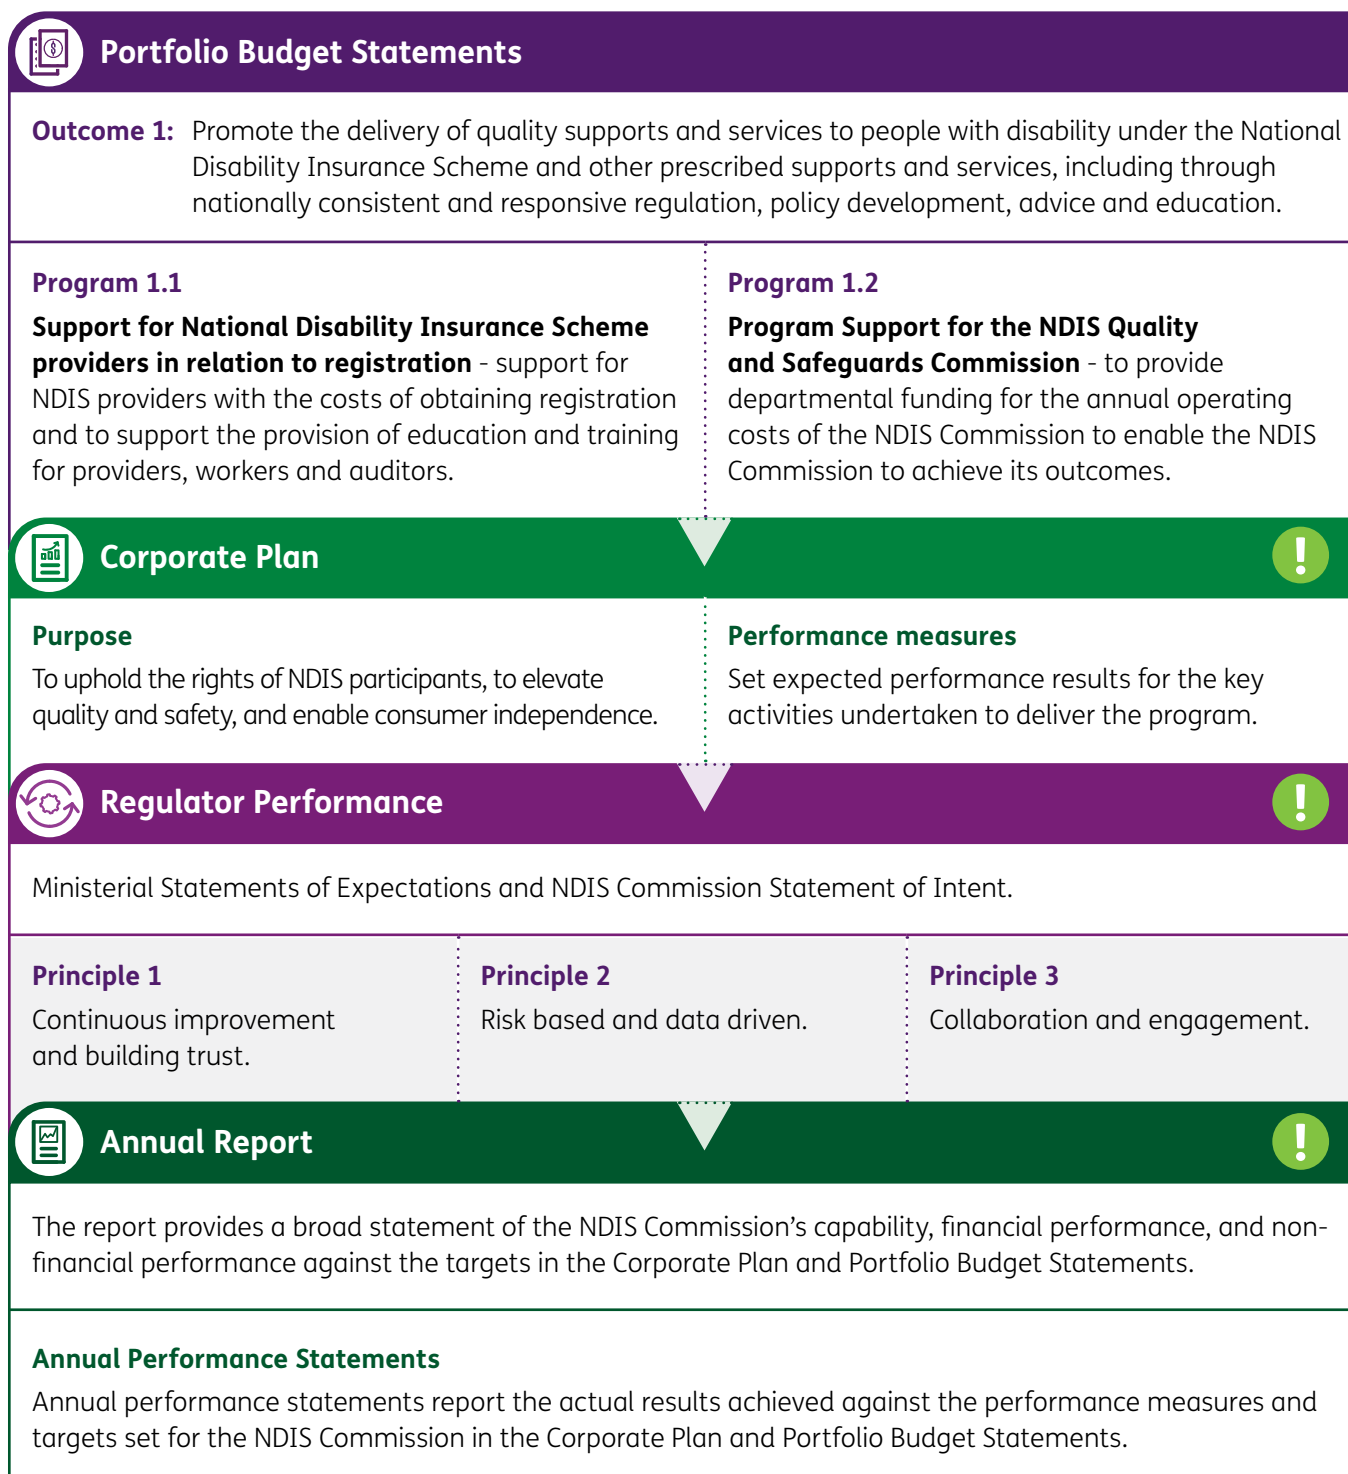 Portfolio Budget Statements
Outcome 1: Promote the delivery of quality supports and services to people with disability under the National
Disability Insurance Scheme and other prescribed supports and services, including through
nationally consistent and responsive regulation, policy development, advice and education.
Program 1.1
Support for National Disability Insurance Scheme
providers in relation to registration - support for
NDIS providers with the costs of obtaining registration
and to support the provision of education and training
for providers, workers and auditors.
Program 1.2
Program Support for the NDIS Quality
and Safeguards Commission - to provide
departmental funding for the annual operating
costs of the NDIS Commission to enable the NDIS
Commission to achieve its outcomes.
Corporate Plan
!
Purpose
To uphold the rights of NDIS participants, to elevate
quality and safety, and enable consumer independence.
Performance measures
Set expected performance results for the key
activities undertaken to deliver the program.
Regulator Performance
!
Ministerial Statements of Expectations and NDIS Commission Statement of Intent.
Principle 1
Continuous improvement
and building trust.
Principle 2
Risk based and data driven.
Principle 3
Collaboration and engagement.
Annual Report
!
The report provides a broad statement of the NDIS Commission’s capability, financial performance, and non-
financial performance against the targets in the Corporate Plan and Portfolio Budget Statements.
Annual Performance Statements
Annual performance statements report the actual results achieved against the performance measures and
targets set for the NDIS Commission in the Corporate Plan and Portfolio Budget Statements.